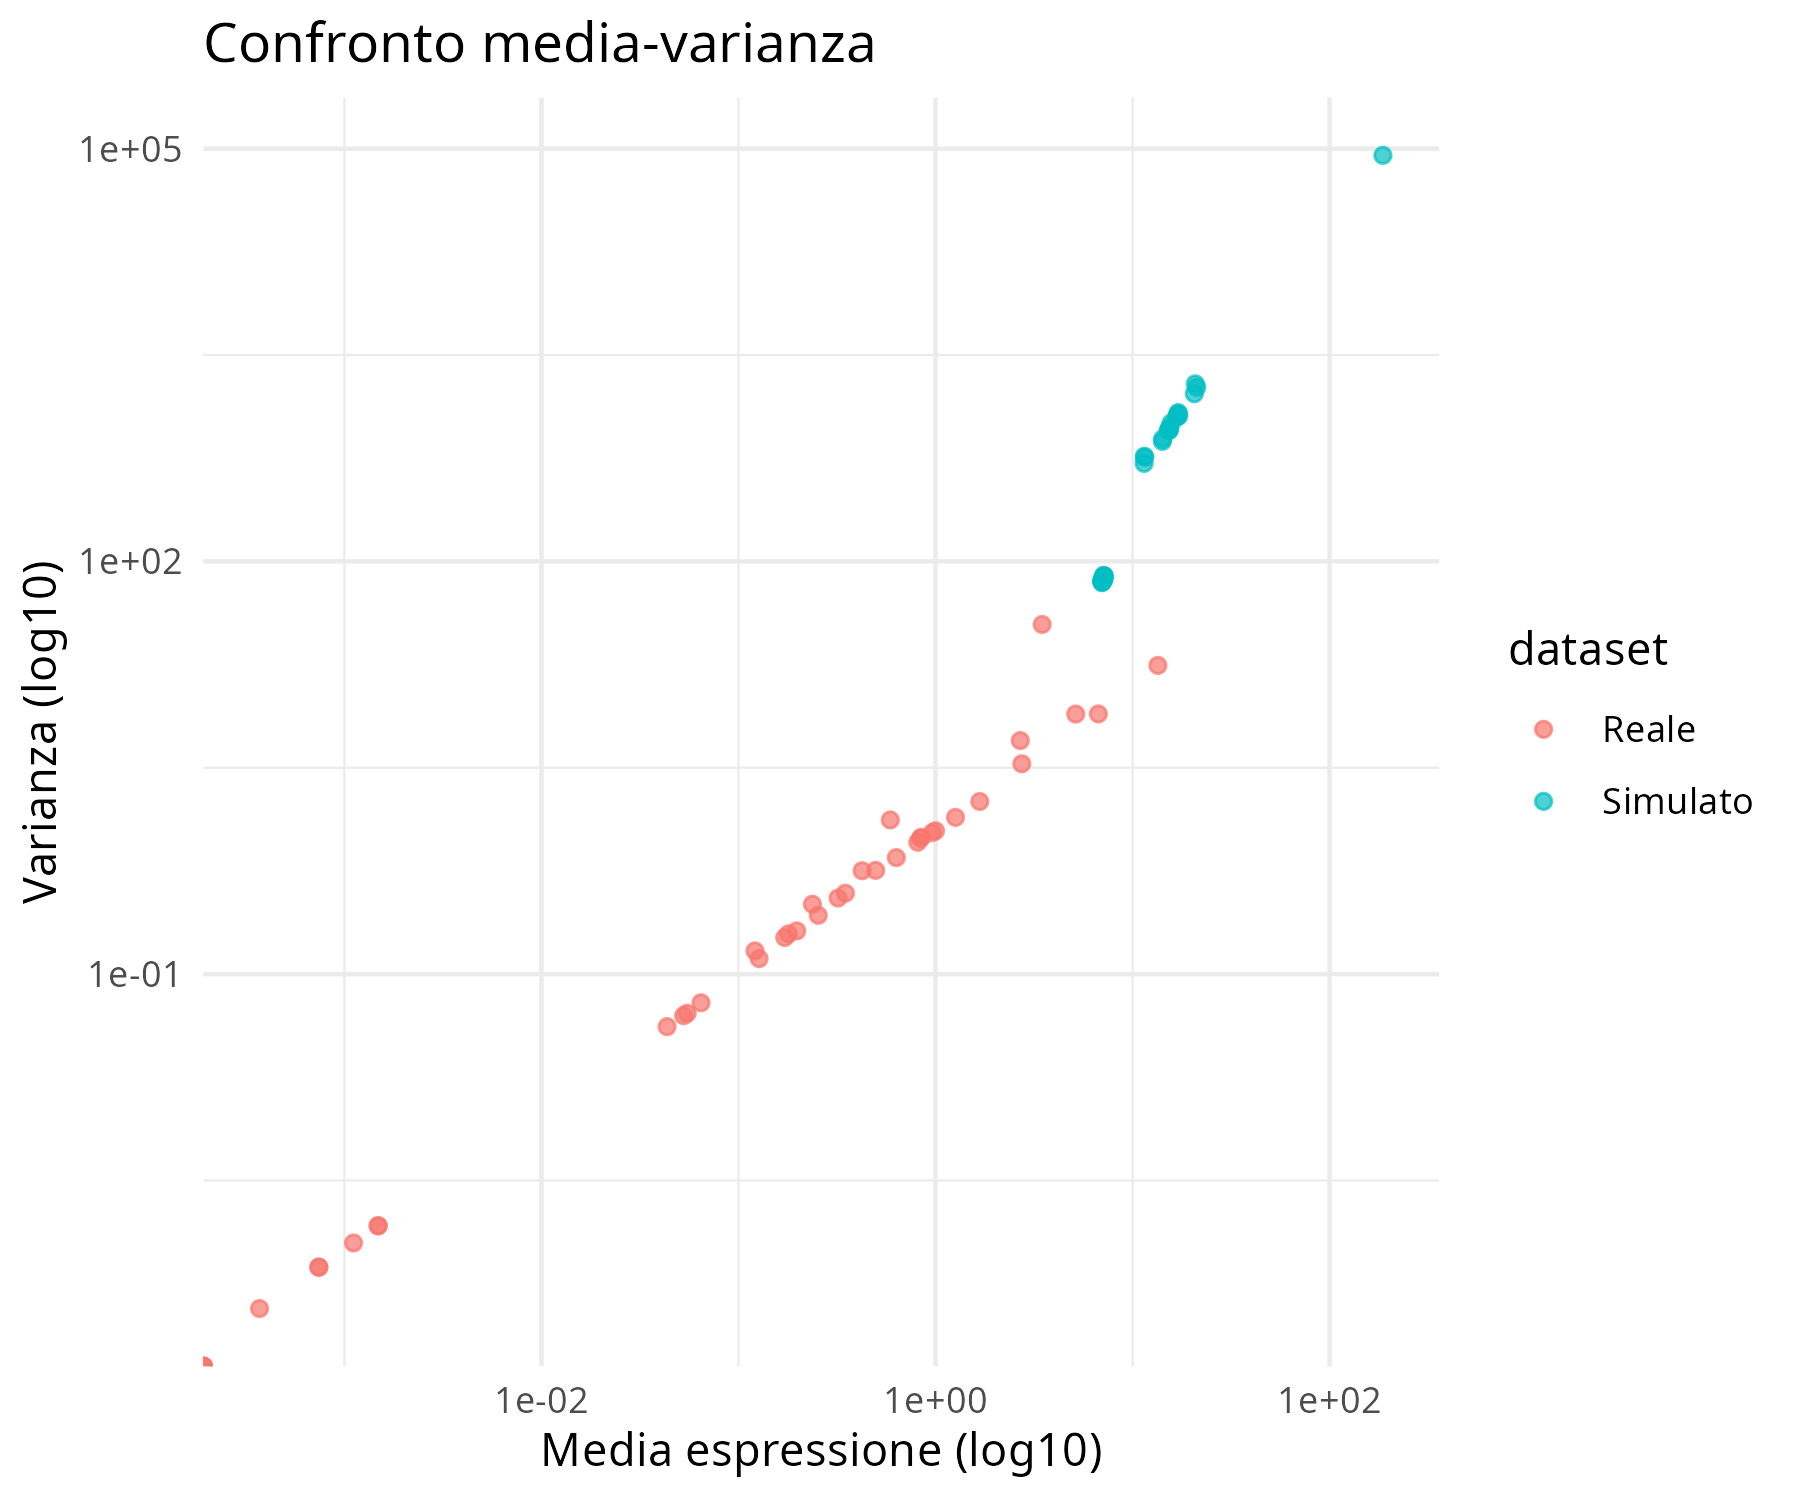 Confronto media-varianza
1e+05
1e+02
1e-01
Varianza (log10)
1e-02
1e+00
1e+02
Media espressione (log10)
dataset
Reale
Simulato